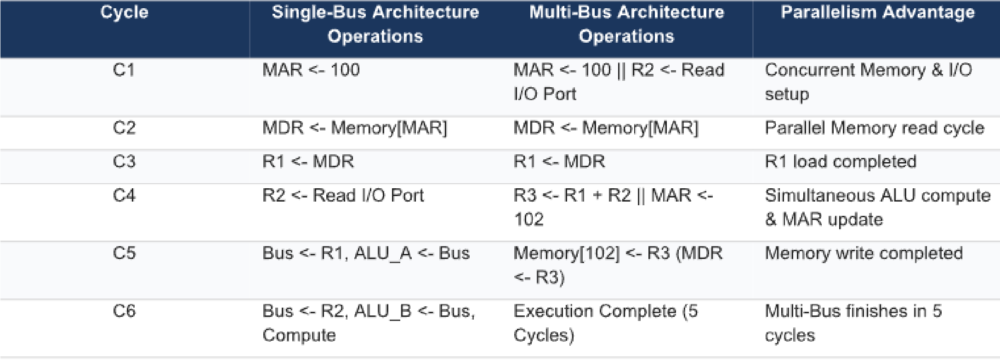 Cycle
Single-Bus Architecture
Operations
Multi-Bus Architecture
Operations
Parallelism Advantage
C1
MAR <- 100
MAR <- 100 || R2 <- Read
I/O Port
Concurrent Memory & I/O
setup
C2
MDR <- Memory[MAR]
MDR <- Memory[MAR]
Parallel Memory read cycle
C3
R1 <- MDR
R1 <- MDR
R1 load completed
C4
R2 <- Read I/O Port
R3 <- R1 + R2 || MAR <-
102
Simultaneous ALU compute
& MAR update
C5
Bus <- R1, ALU_A <- Bus
Memory[102] <- R3 (MDR
<- R3)
Memory write completed
C6
Bus <- R2, ALU_B <- Bus,
Compute
Execution Complete (5
Cycles)
Multi-Bus finishes in 5
cycles